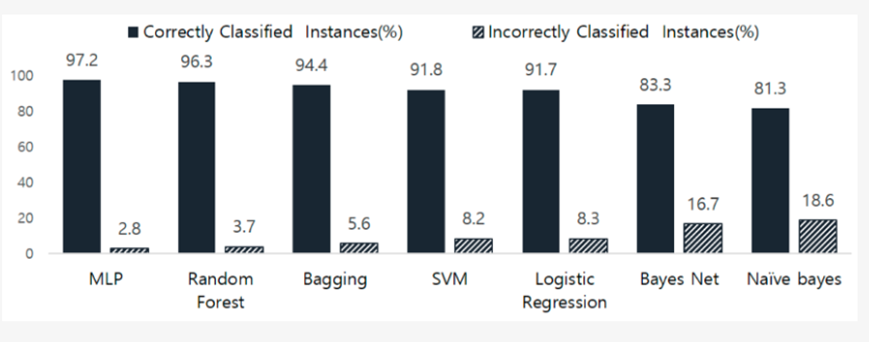 Correctly Classified Instances(%) Incorrectly Classified Instances(%)
97.2 96.3 94.4 91.8 91.7 83.3 81.3
100
80
60
40
20
0
2.8 3.7 5.6 8.2 8.3 16.7 18.6
MLP Random Forest Bagging SVM Logistic Regression Bayes Net Naïve bayes